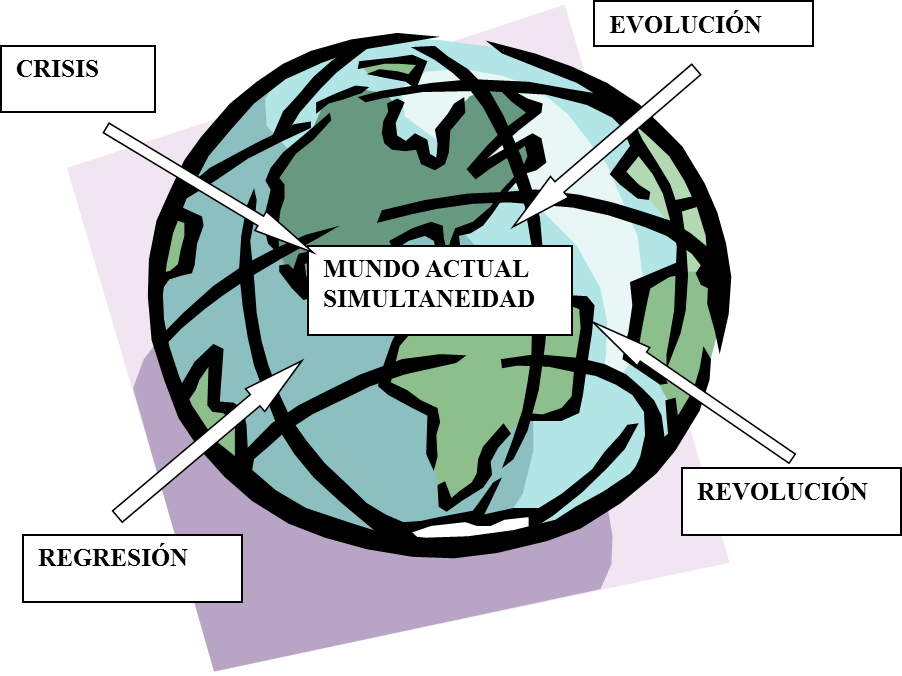 EVOLUCIÓN
CRISIS
MUNDO ACTUAL
SIMULTANEIDAD
REVOLUCIÓN
REGRESIÓN